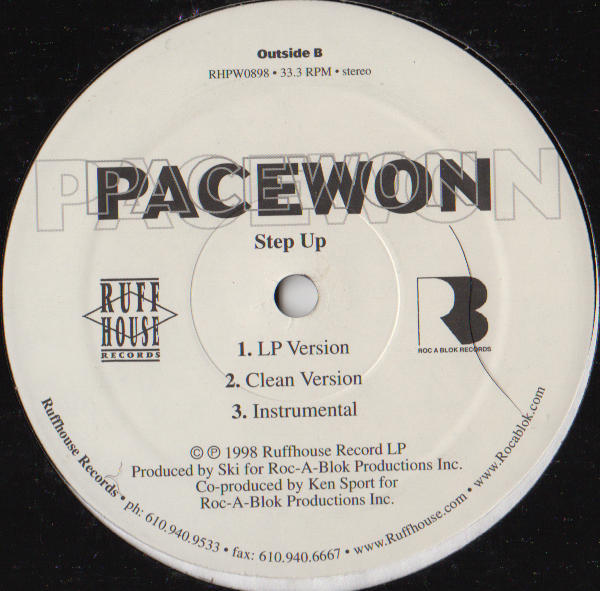 Outside B
RHPW0898 • 33.3 RPM • stereo
PACEWON
Step Up
RUFF
HOUSE
RECORDS
RB
ROC A BLOK RECORDS
1. LP Version
2. Clean Version
3. Instrumental
© ℗ 1998 Ruffhouse Record LP
Produced by Ski for Roc-A-Blok Productions Inc.
Co-produced by Ken Sport for
Roc-A-Blok Productions Inc.
Ruffhouse Records • ph: 610.940.9533 • fax: 610.940.6667 • www.Ruffhouse.com • www.Rocablok.com